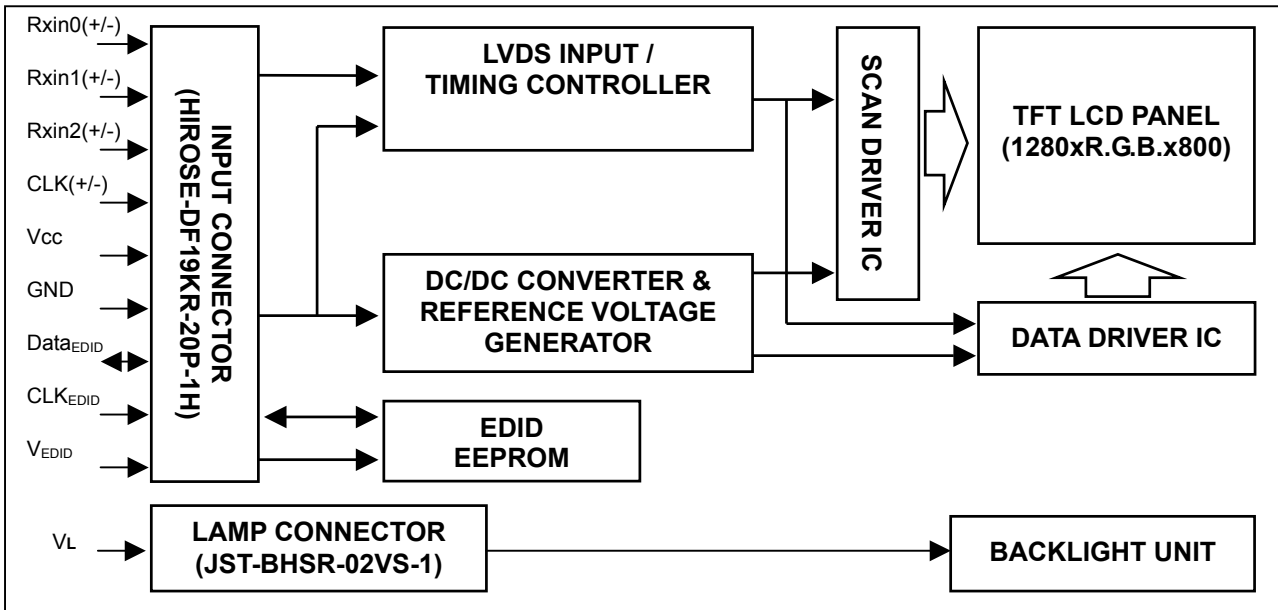 Rxin0(+/-)
Rxin1(+/-)
Rxin2(+/-)
CLK(+/-)
Vcc
GND
DataEDID
CLKEDID
VEDID
VL
INPUT CONNECTOR
(HIROSE-DF19KR-20P-1H)
LVDS INPUT /
TIMING CONTROLLER
DC/DC CONVERTER &
REFERENCE VOLTAGE
GENERATOR
EDID
EEPROM
LAMP CONNECTOR
(JST-BHSR-02VS-1)
SCAN DRIVER IC
TFT LCD PANEL
(1280xR.G.B.x800)
DATA DRIVER IC
BACKLIGHT UNIT